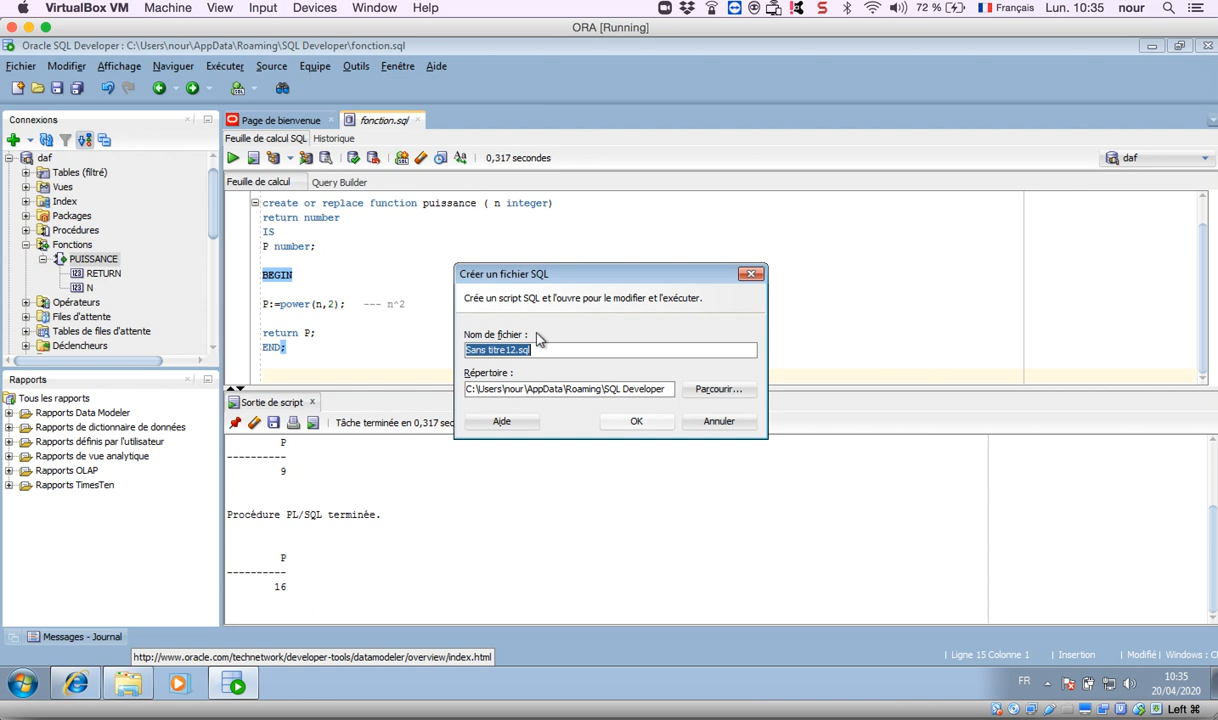 VirtualBox VM Machine View Input Devices Window Help 72 % Français Lun. 10:35 nour
ORA [Running]
Oracle SQL Developer : C:\Users\nour\AppData\Roaming\SQL Developer\fonction.sql
Fichier Modifier Affichage Naviguer Exécuter Source Equipe Outils Fenêtre Aide
Connexions
daf
Tables (filtré)
Vues
Index
Packages
Procédures
Fonctions
PUISSANCE
RETURN
N
Opérateurs
Files d'attente
Tables de files d'attente
Déclencheurs
Rapports
Tous les rapports
Rapports Data Modeler
Rapports de dictionnaire de données
Rapports définis par l'utilisateur
Rapports de vue analytique
Rapports OLAP
Rapports TimesTen
Messages - Journal
Page de bienvenue fonction.sql
Feuille de calcul SQL Historique
0,317 secondes daf
Feuille de calcul Query Builder
create or replace function puissance ( n integer)
return number
IS
P number;
BEGIN
P:=power(n,2); --- n^2
return P;
END;
Créer un fichier SQL
Crée un script SQL et l'ouvre pour le modifier et l'exécuter.
Nom de fichier :
Sans titre12.sql
Répertoire :
C:\Users\nour\AppData\Roaming\SQL Developer Parcourir...
Aide OK Annuler
Sortie de script
Tâche terminée en 0,317
P
----------
9
Procédure PL/SQL terminée.
P
----------
16
http://www.oracle.com/technetwork/developer-tools/datamodeler/overview/index.html
Ligne 15 Colonne 1 Insertion Modifié Windows : C
FR 10:35
20/04/2020
Left ⌘